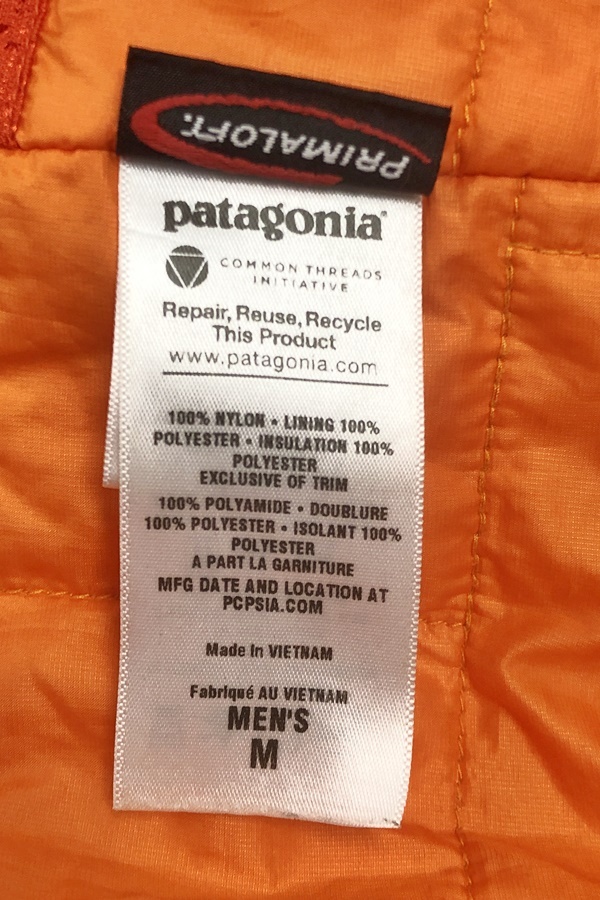 PRIMALOFT.
patagonia®
COMMON THREADS
INITIATIVE
Repair, Reuse, Recycle
This Product
www.patagonia.com
100% NYLON • LINING 100%
POLYESTER • INSULATION 100%
POLYESTER
EXCLUSIVE OF TRIM
100% POLYAMIDE • DOUBLURE
100% POLYESTER • ISOLANT 100%
POLYESTER
A PART LA GARNITURE
MFG DATE AND LOCATION AT
PCPSIA.COM
Made In VIETNAM
Fabriqué AU VIETNAM
MEN'S
M